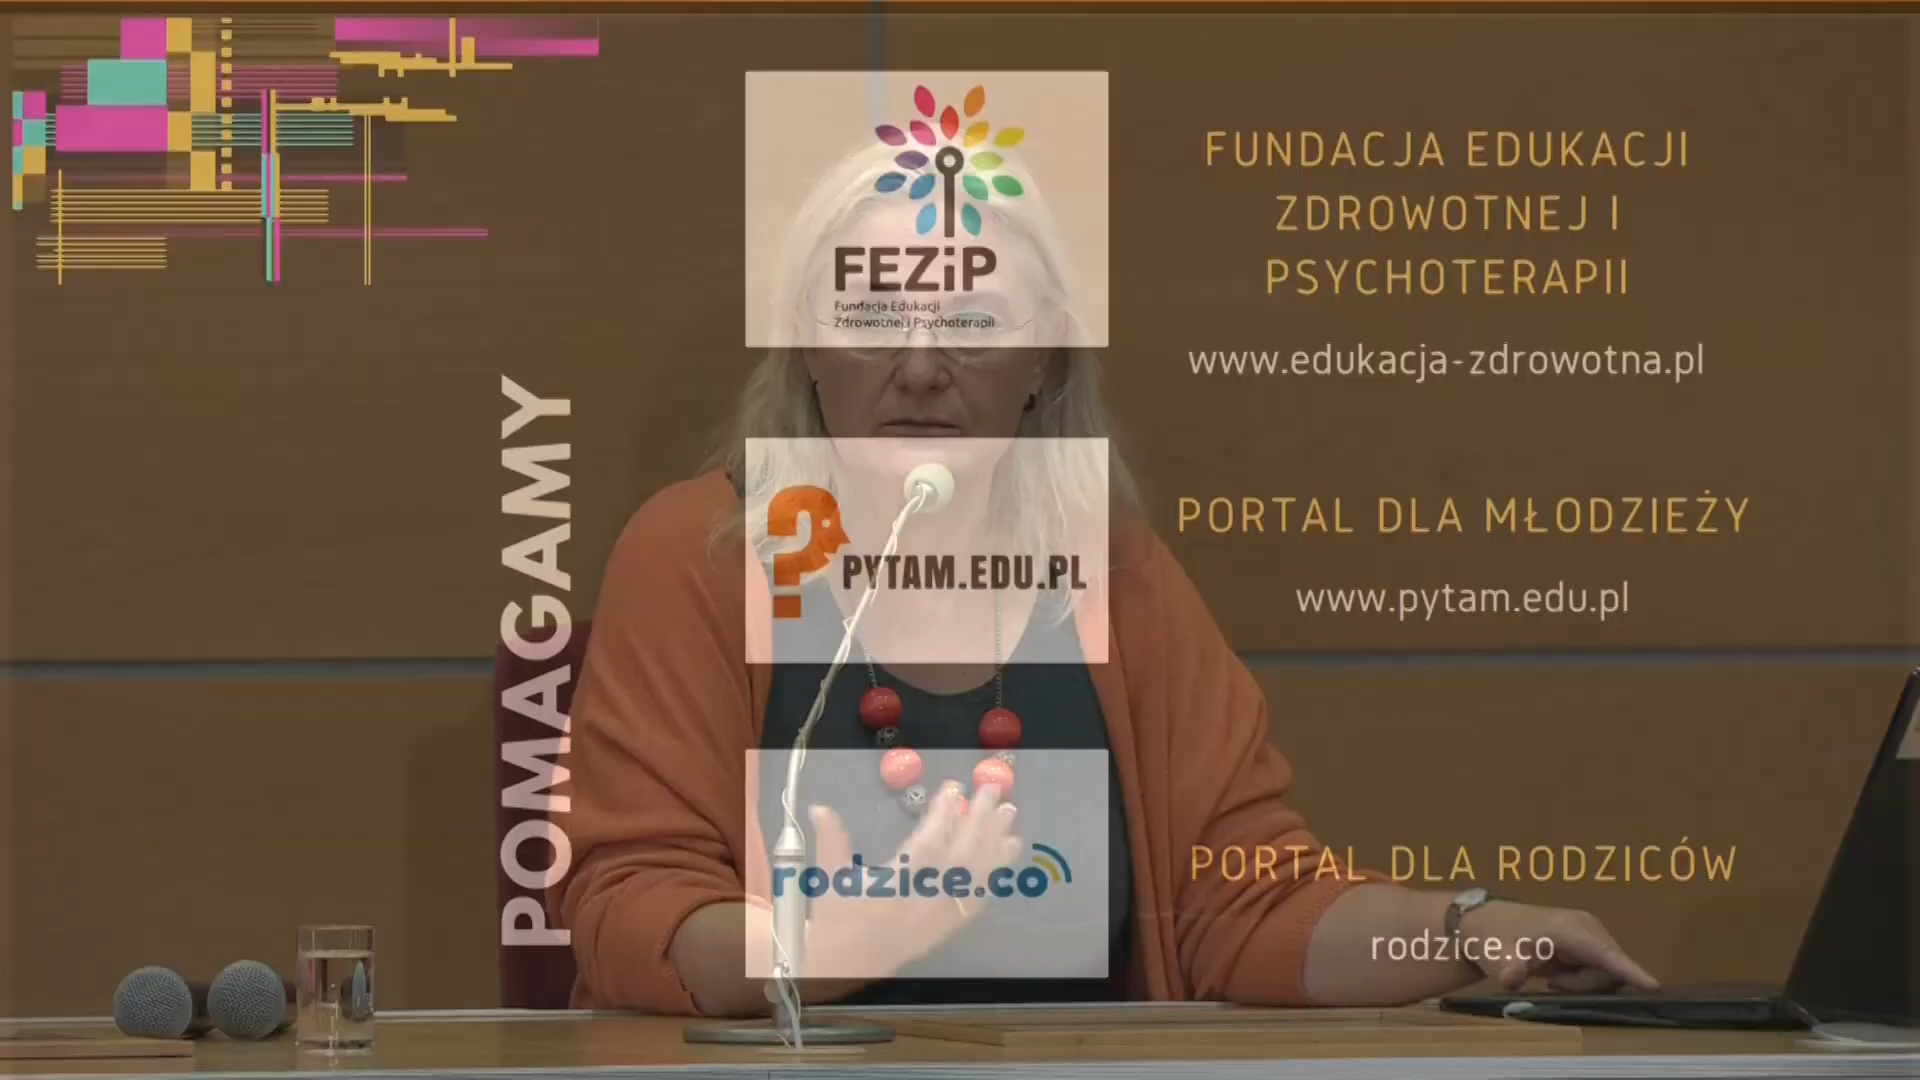 POMAGAMY
FEZiP
Fundacja Edukacji
Zdrowotnej i Psychoterapii
FUNDACJA EDUKACJI
ZDROWOTNEJ I
PSYCHOTERAPII
www.edukacja-zdrowotna.pl
PYTAM.EDU.PL
PORTAL DLA MŁODZIEŻY
www.pytam.edu.pl
rodzice.co
PORTAL DLA RODZICÓW
rodzice.co